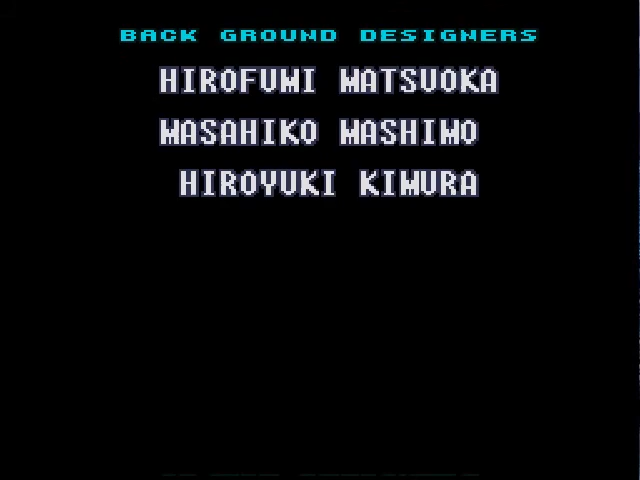 BACK GROUND DESIGNERS
HIROFUMI MATSUOKA
MASAHIKO MASHIMO
HIROYUKI KIMURA